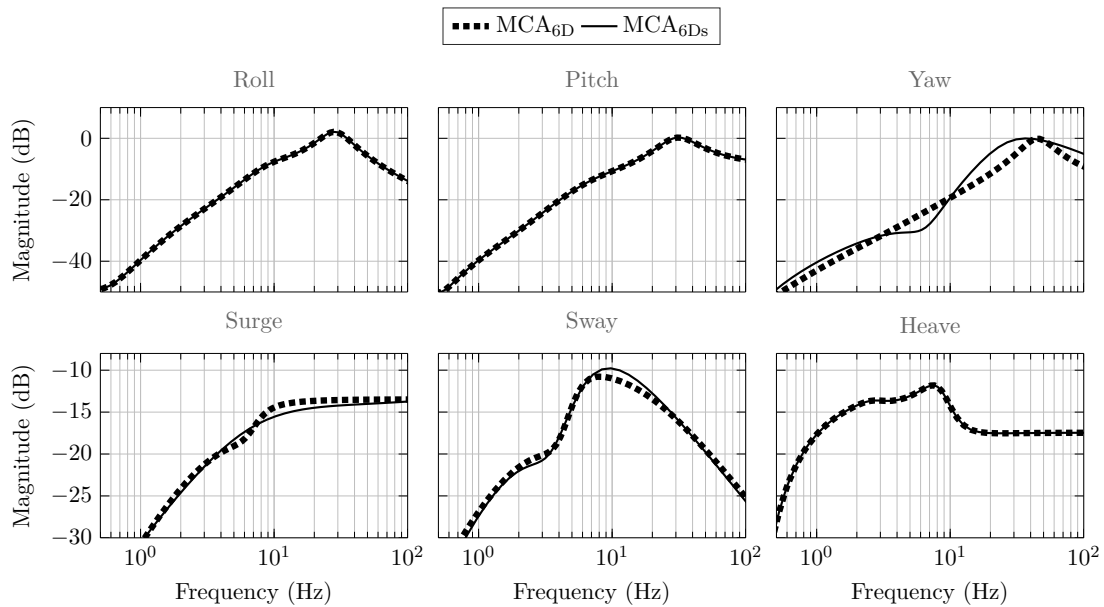 MCA6D MCA6Ds
Roll Pitch Yaw
0
−20
−40
Magnitude (dB)
Surge Sway Heave
−10
−15
−20
−25
−30
Magnitude (dB)
10^0 10^1 10^2 10^0 10^1 10^2 10^0 10^1 10^2
Frequency (Hz) Frequency (Hz) Frequency (Hz)